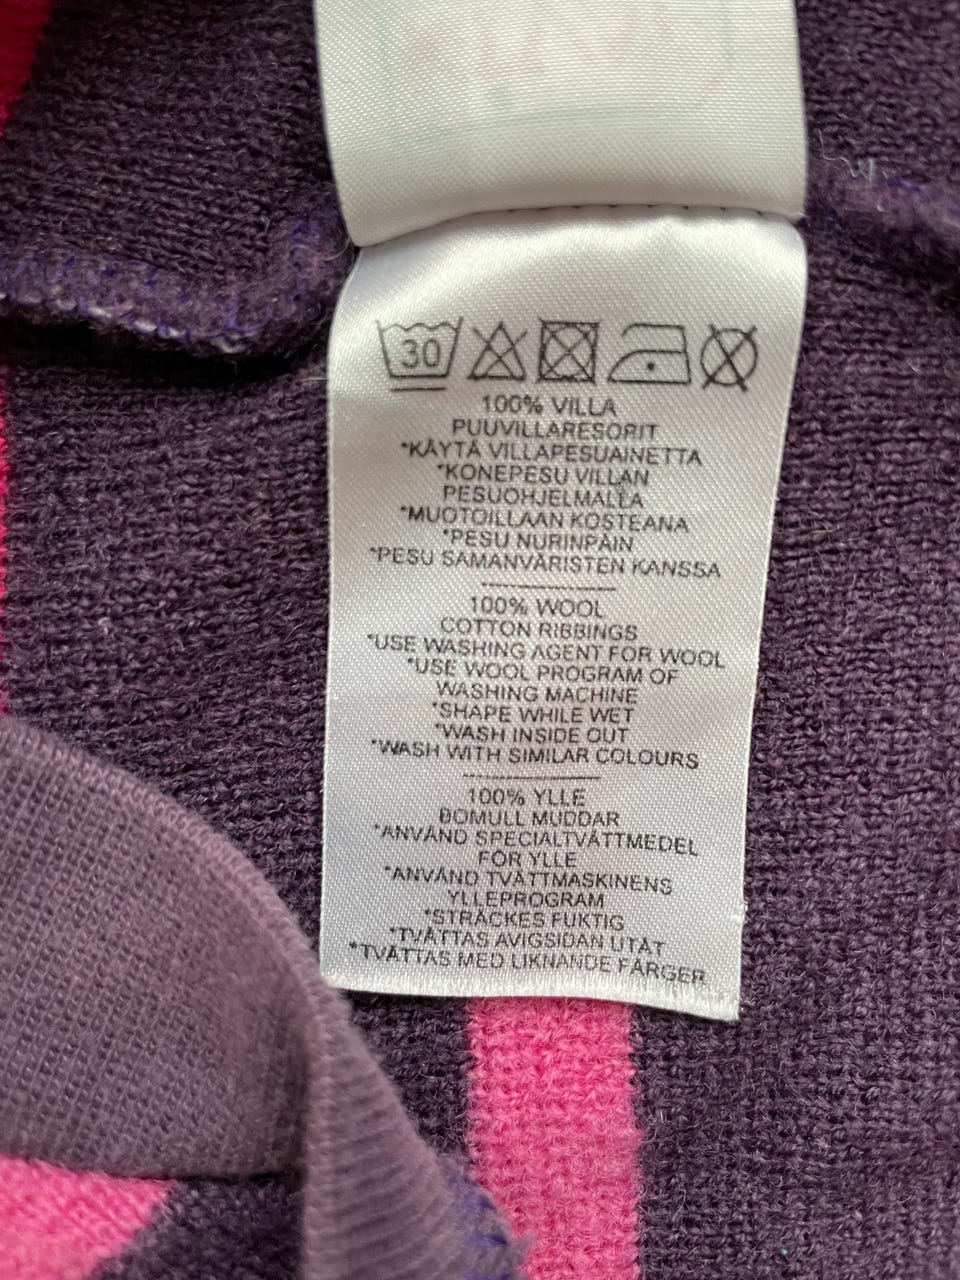 30
100% VILLA
PUUVILLARESORIT
*KÄYTÄ VILLAPESUAINETTA
*KONEPESU VILLAN
PESUOHJELMALLA
*MUOTOILLAAN KOSTEANA
*PESU NURINPÄIN
*PESU SAMANVÄRISTEN KANSSA
100% WOOL
COTTON RIBBINGS
*USE WASHING AGENT FOR WOOL
*USE WOOL PROGRAM OF
WASHING MACHINE
*SHAPE WHILE WET
*WASH INSIDE OUT
*WASH WITH SIMILAR COLOURS
100% YLLE
BOMULL MUDDAR
*ANVÄND SPECIALTVÄTTMEDEL
FÖR YLLE
*ANVÄND TVÄTTMASKINENS
YLLEPROGRAM
*STRÄCKES FUKTIG
*TVÄTTAS AVIGSIDAN UTÅT
*TVÄTTAS MED LIKNANDE FÄRGER